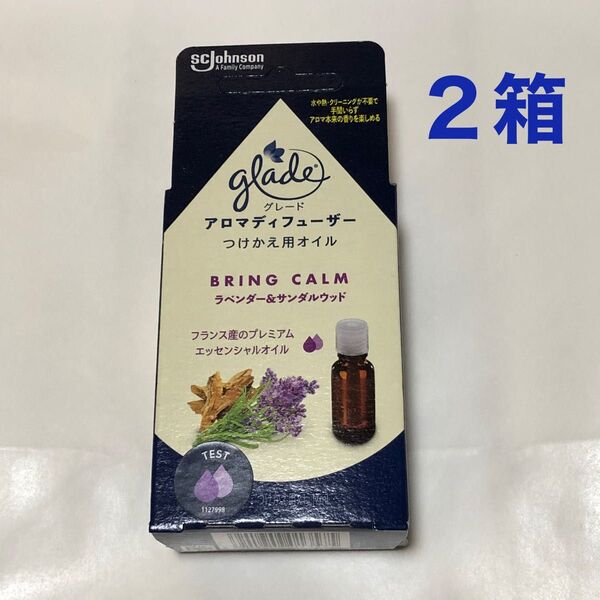 SCJohnson
A Family Company
２箱
水や熱・クリーニングが不要で
手間いらず
アロマ本来の香りを楽しめる
glade
グレード
アロマディフューザー
つけかえ用オイル
BRING CALM
ラベンダー&サンダルウッド
フランス産のプレミアム
エッセンシャルオイル
TEST
1127998